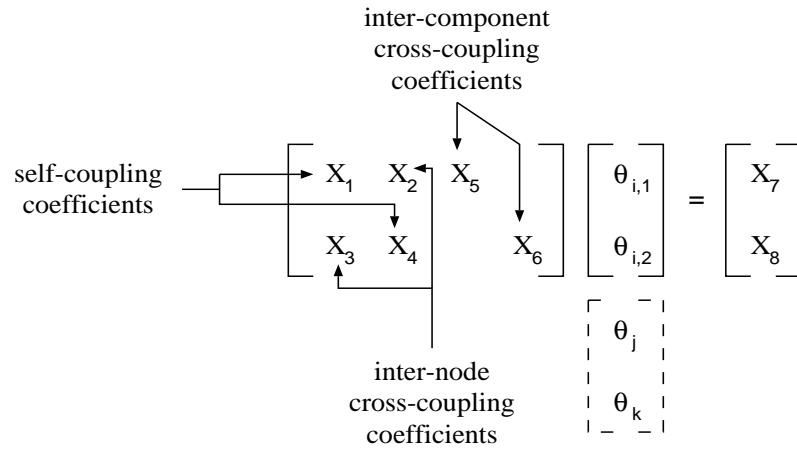 inter-component
cross-coupling
coefficients
self-coupling
coefficients
X1 X2 X5 θi,1 = X7
X3 X4 X6 θi,2 X8
θj
θk
inter-node
cross-coupling
coefficients